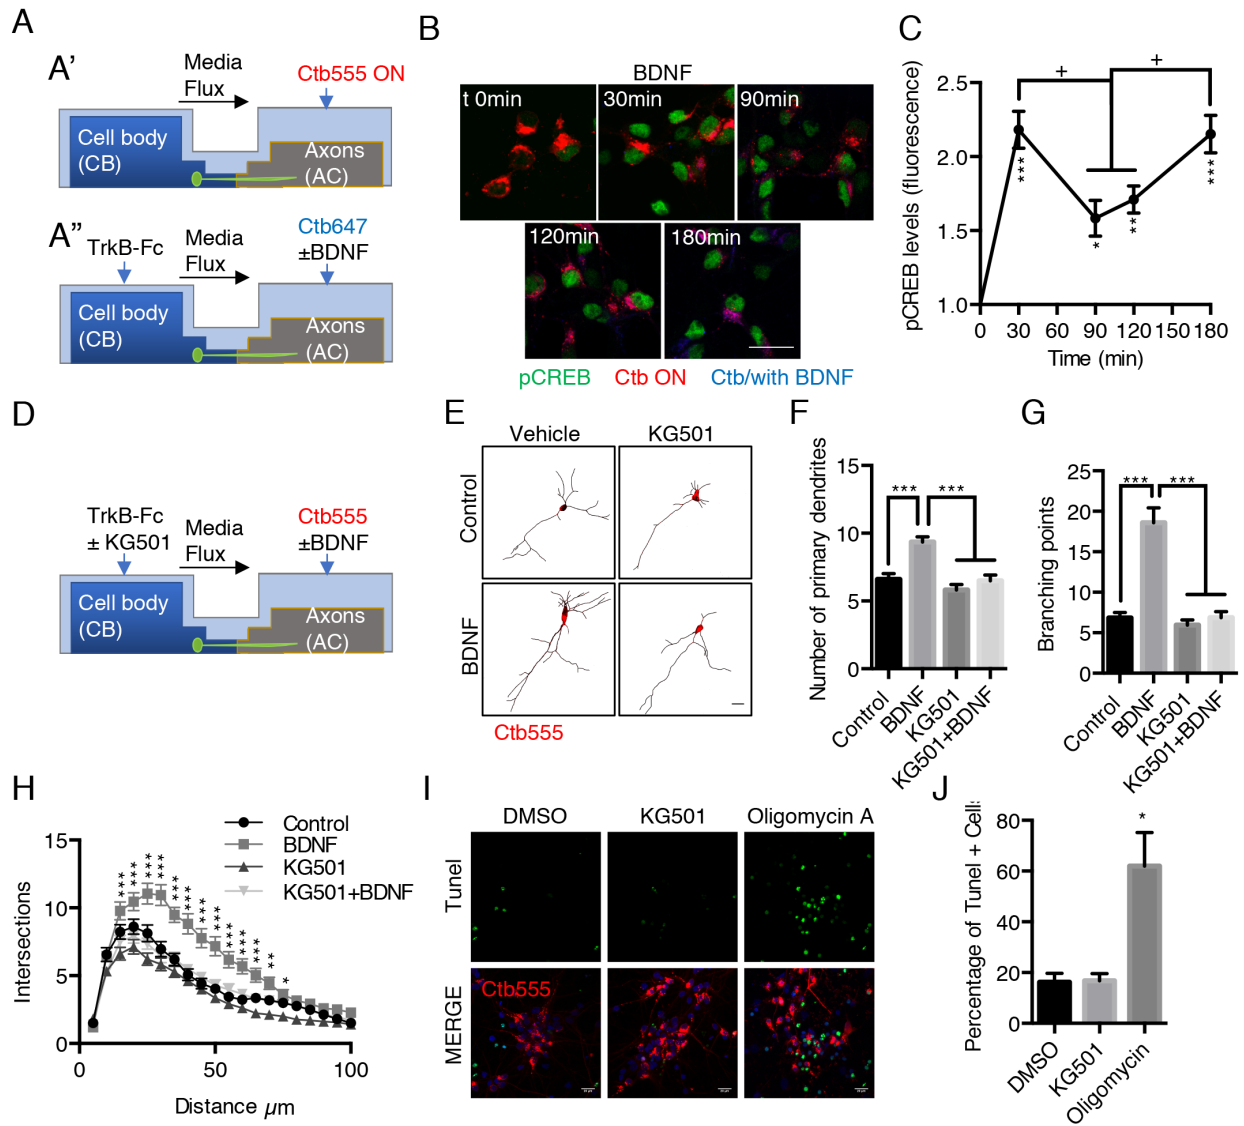 A
A’
Media
Flux
Ctb555 ON
Cell body
(CB)
Axons
(AC)
A”
TrkB-Fc
Media
Flux
Ctb647
±BDNF
Cell body
(CB)
Axons
(AC)
B
BDNF
t 0min
30min
90min
120min
180min
pCREB
Ctb ON
Ctb/with BDNF
C
pCREB levels (fluorescence)
2.5
2.0
1.5
1.0
+
+
****
*
**
****
0
30
60
90
120
150
180
Time (min)
D
TrkB-Fc
± KG501
Media
Flux
Ctb555
±BDNF
Cell body
(CB)
Axons
(AC)
E
Vehicle
KG501
Control
BDNF
Ctb555
F
Number of primary dendrites
15
10
5
0
***
***
Control
BDNF
KG501
KG501+BDNF
G
Branching points
25
20
15
10
5
0
***
***
Control
BDNF
KG501
KG501+BDNF
H
Control
BDNF
KG501
KG501+BDNF
Intersections
15
10
5
0
0
50
100
Distance µm
I
DMSO
KG501
Oligomycin A
Tunel
MERGE
Ctb555
J
Percentage of Tunel + Cells
80
60
40
20
0
*
DMSO
KG501
Oligomycin